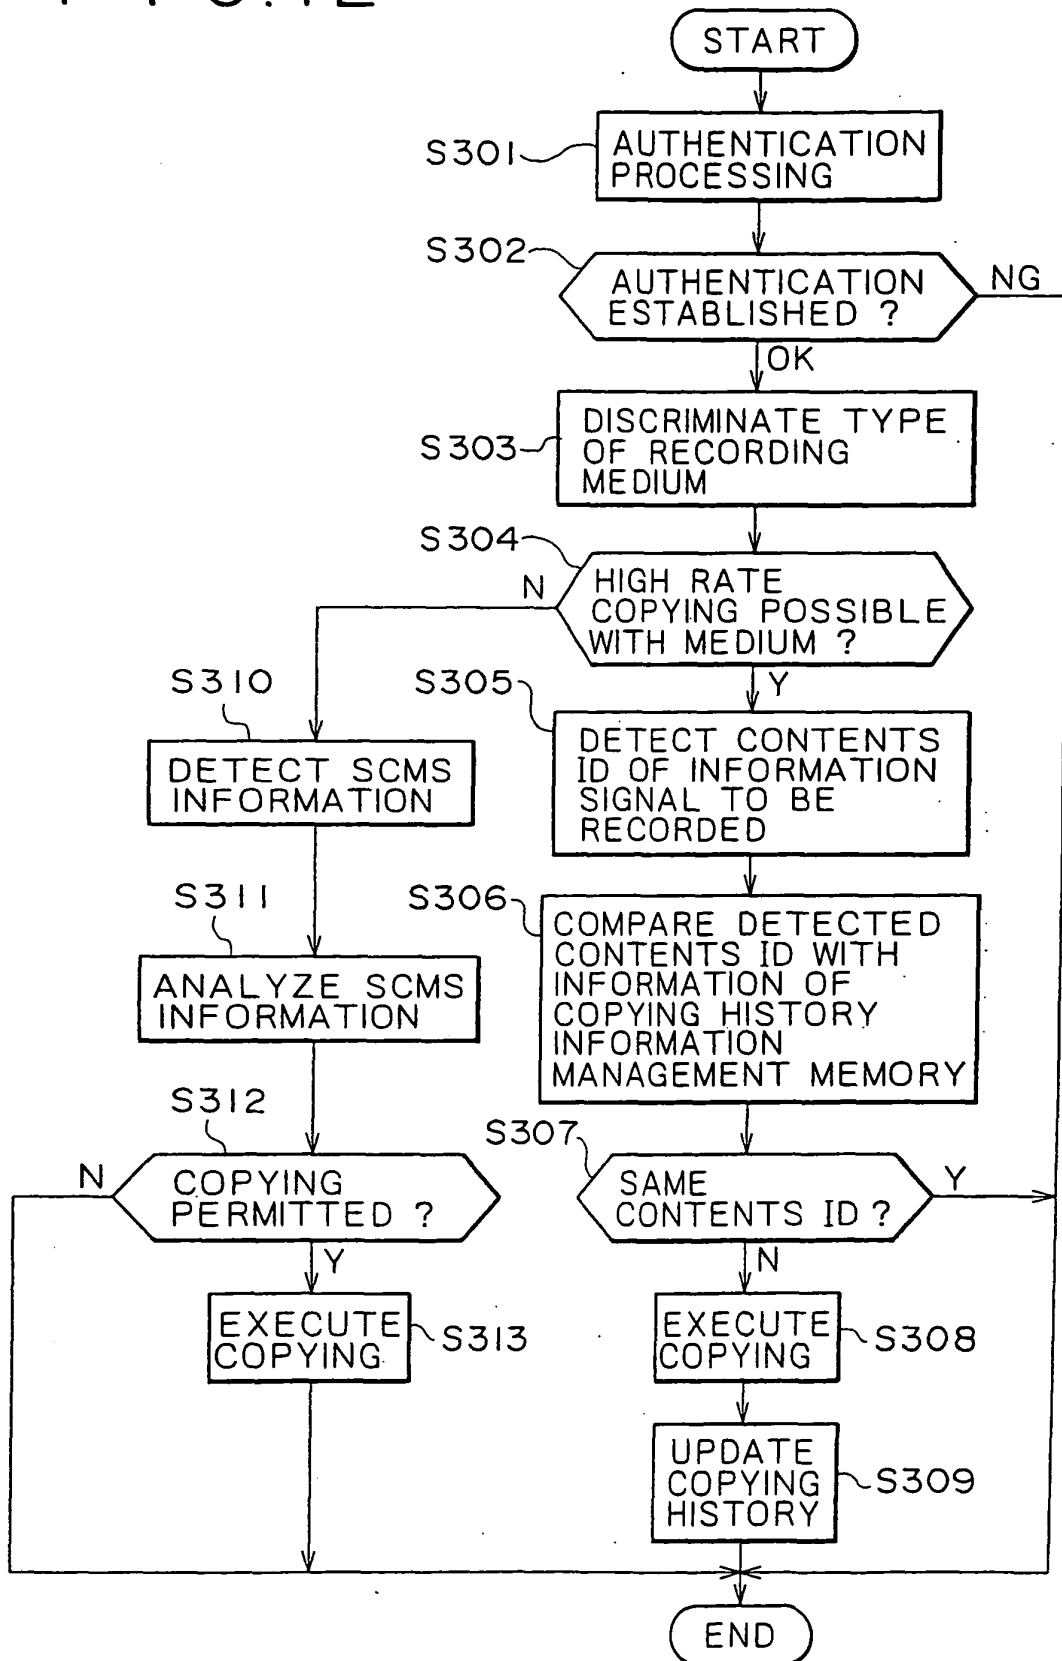 START
S301
AUTHENTICATION
PROCESSING
S302
AUTHENTICATION
ESTABLISHED ?
NG
OK
S303
DISCRIMINATE TYPE
OF RECORDING
MEDIUM
S304
HIGH RATE
COPYING POSSIBLE
WITH MEDIUM ?
N
Y
S310
DETECT SCMS
INFORMATION
S305
DETECT CONTENTS
ID OF INFORMATION
SIGNAL TO BE
RECORDED
S311
ANALYZE SCMS
INFORMATION
S306
COMPARE DETECTED
CONTENTS ID WITH
INFORMATION OF
COPYING HISTORY
INFORMATION
MANAGEMENT MEMORY
S312
COPYING
PERMITTED ?
N
Y
S307
SAME
CONTENTS ID ?
Y
N
EXECUTE
COPYING
S313
EXECUTE
COPYING
S308
UPDATE
COPYING
HISTORY
S309
END